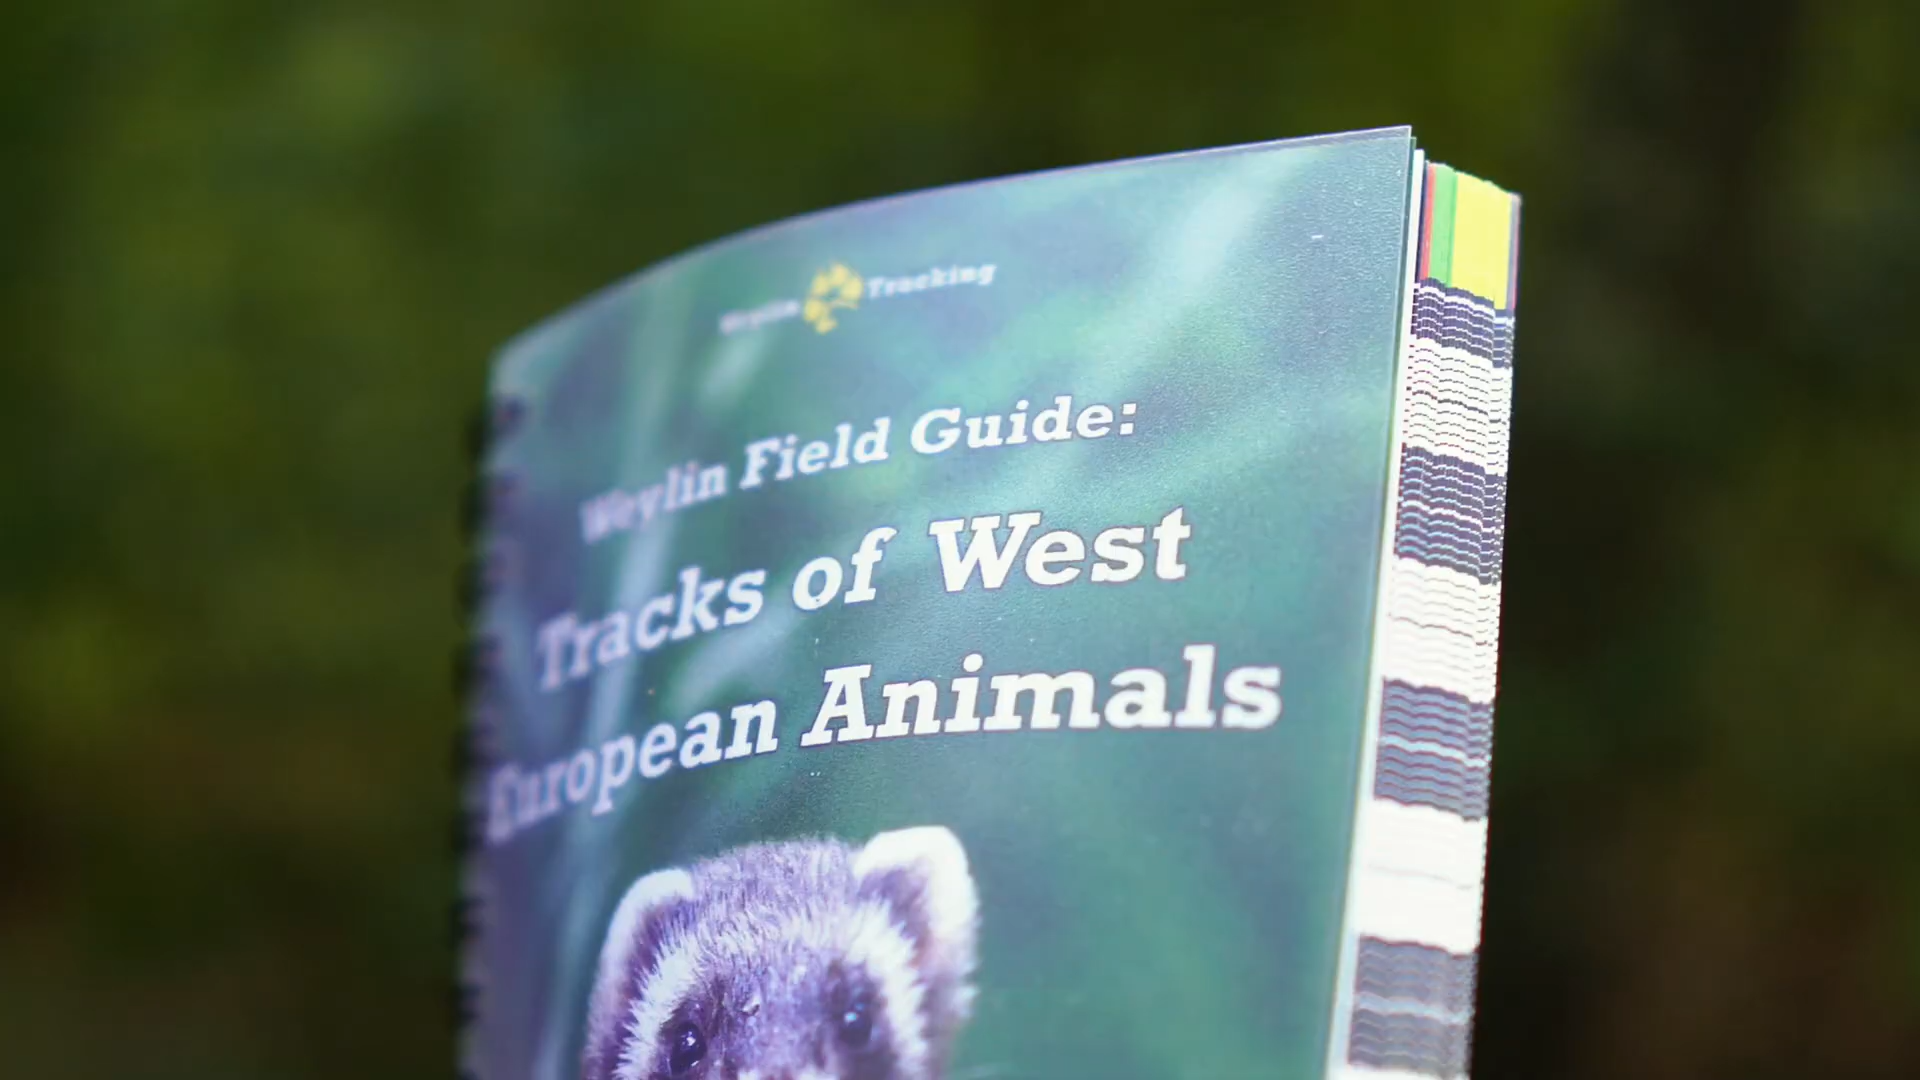 Weylin Tracking
Weylin Field Guide:
Tracks of West
European Animals